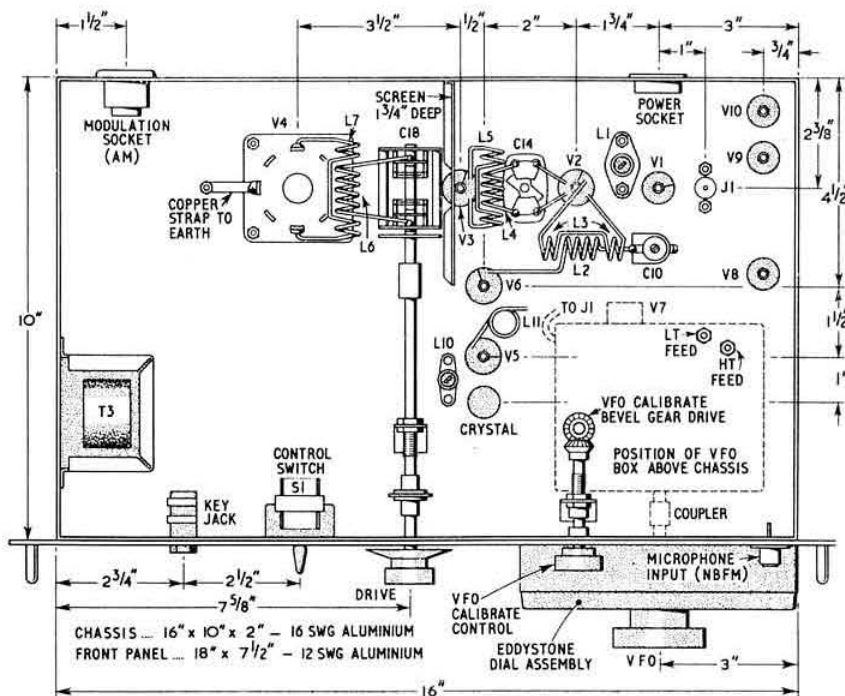 1 1/2"
3 1/2"
1/2"
2"
1 3/4"
3"
1"
3/4"
MODULATION
SOCKET
(AM)
SCREEN
1 3/4" DEEP
POWER
SOCKET
V4
L7
C18
L5
C14
V2
L1
V1
J1
V10
V9
2 3/8"
4 1/2"
COPPER
STRAP TO
EARTH
L6
V3
L4
L3
L2
C10
V6
V8
10"
TO J1
V7
L11
LT
FEED
HT
FEED
1 1/2"
1"
L10
V5
CRYSTAL
T3
VFO CALIBRATE
BEVEL GEAR DRIVE
POSITION OF VFO
BOX ABOVE CHASSIS
CONTROL
SWITCH
S1
KEY
JACK
COUPLER
MICROPHONE
INPUT (NBFM)
2 3/4"
2 1/2"
7 5/8"
DRIVE
VFO
CALIBRATE
CONTROL
EDDYSTONE
DIAL ASSEMBLY
VFO
3"
CHASSIS .... 16" x 10" x 2" – 16 SWG ALUMINIUM
FRONT PANEL .... 18" x 7 1/2" – 12 SWG ALUMINIUM
16"